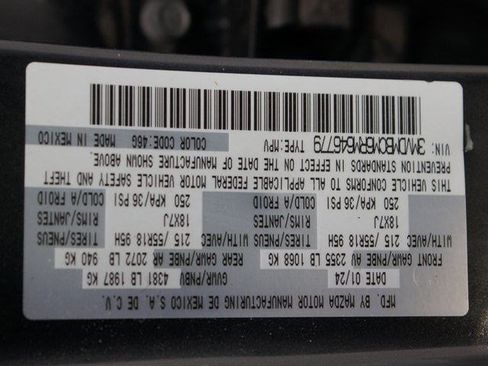 MFD. BY MAZDA MOTOR MANUFACTURING DE MEXICO S.A. DE C.V.
DATE 01/24 GVWR/PNBV 4381 LB 1987 KG
FRONT GAWR/PNBE AV 2355 LB 1068 KG GAWR/PNBE 2072 LB 940 KG
WITH/AVEC 215 /55R18 95H TIRES/PNEUS WITH/AVEC 215 /55R18 95H TIRES/PNEUS
18X7J RIMS/JANTES 18X7J RIMS/JANTES
250 KPA/36 PSI COLD/A FROID 250 KPA/36 PSI COLD/A FROID
THIS VEHICLE CONFORMS TO ALL APPLICABLE FEDERAL MOTOR VEHICLE SAFETY AND THEFT
PREVENTION STANDARDS IN EFFECT ON THE DATE OF MANUFACTURE SHOWN ABOVE.
VIN: 3MVDMBCM6RM646779 TYPE:MPV COLOR CODE:46G MADE IN MEXICO